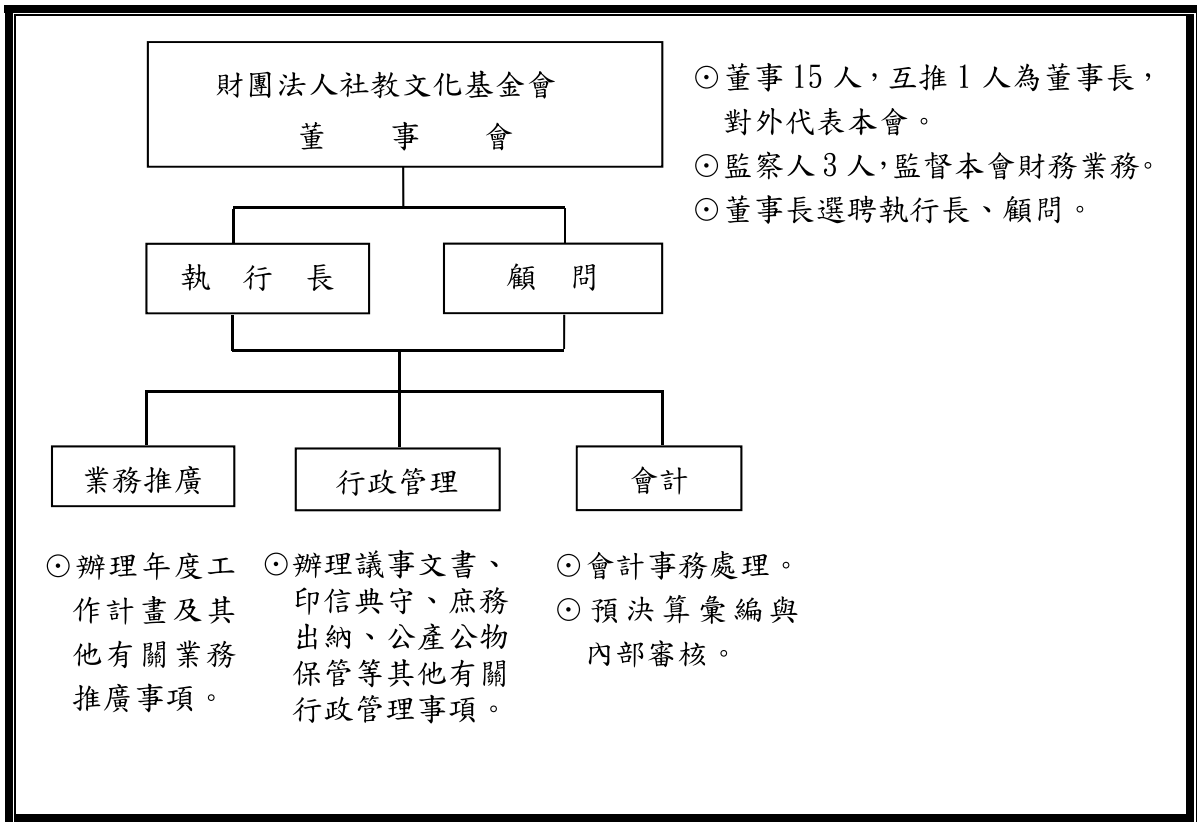 財團法人社教文化基金會
董事會
⊙董事15人，互推1人為董事長，
對外代表本會。
⊙監察人3人，監督本會財務業務。
⊙董事長選聘執行長、顧問。
執行長
顧問
業務推廣
行政管理
會計
⊙辦理年度工
作計畫及其
他有關業務
推廣事項。
⊙辦理議事文書、
印信典守、庶務
出納、公產公物
保管等其他有關
行政管理事項。
⊙會計事務處理。
⊙預決算彙編與
內部審核。